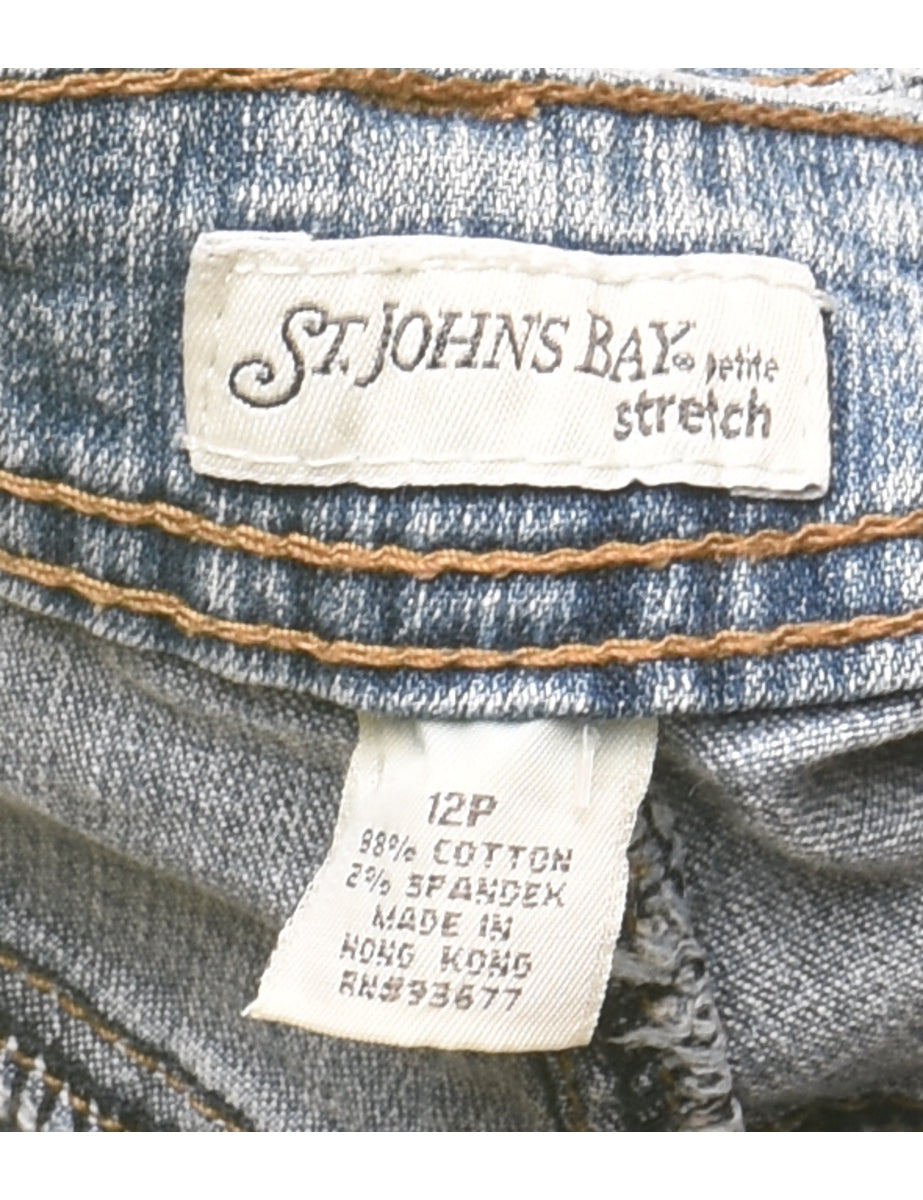 ST. JOHN'S BAY® petite
stretch
12P
98% COTTON
2% SPANDEX
MADE IN
HONG KONG
RN#93677